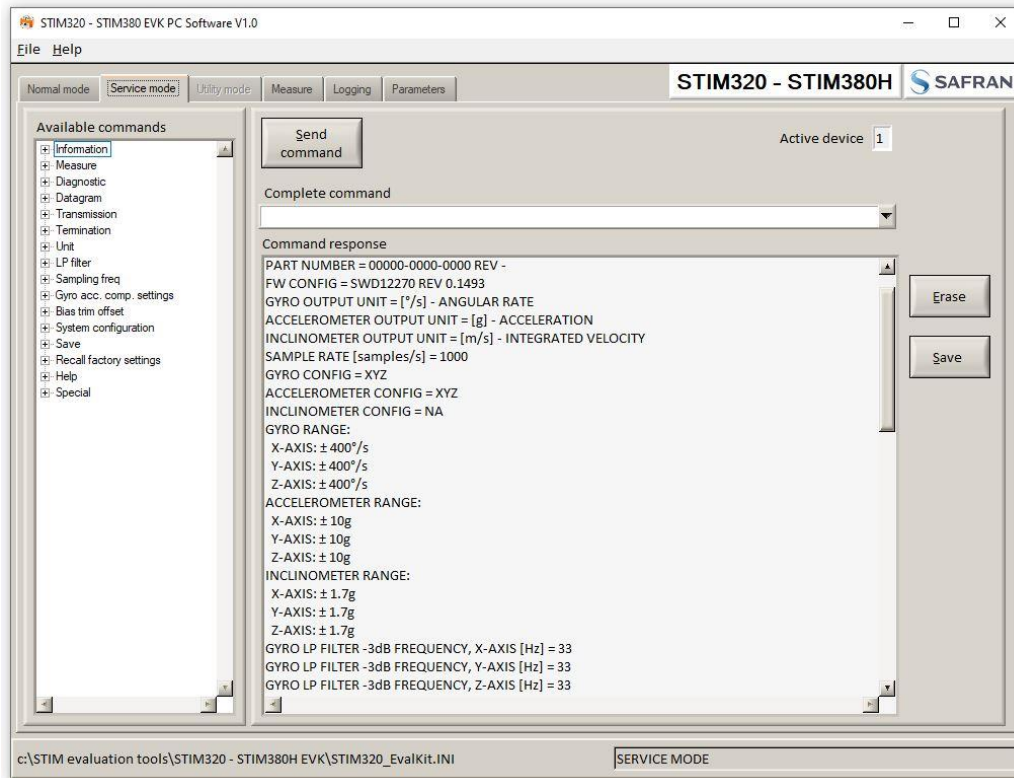 STIM320 - STIM380 EVK PC Software V1.0
File Help
Normal mode Service mode Utility mode Measure Logging Parameters
STIM320 - STIM380H SAFRAN
Available commands
Information
Measure
Diagnostic
Datagram
Transmission
Termination
Unit
LP filter
Sampling freq
Gyro acc. comp. settings
Bias trim offset
System configuration
Save
Recall factory settings
Help
Special
Send
command
Active device 1
Complete command
Command response
PART NUMBER = 00000-0000-0000 REV -
FW CONFIG = SWD12270 REV 0.1493
GYRO OUTPUT UNIT = [°/s] - ANGULAR RATE
ACCELEROMETER OUTPUT UNIT = [g] - ACCELERATION
INCLINOMETER OUTPUT UNIT = [m/s] - INTEGRATED VELOCITY
SAMPLE RATE [samples/s] = 1000
GYRO CONFIG = XYZ
ACCELEROMETER CONFIG = XYZ
INCLINOMETER CONFIG = NA
GYRO RANGE:
X-AXIS: ± 400°/s
Y-AXIS: ± 400°/s
Z-AXIS: ± 400°/s
ACCELEROMETER RANGE:
X-AXIS: ± 10g
Y-AXIS: ± 10g
Z-AXIS: ± 10g
INCLINOMETER RANGE:
X-AXIS: ± 1.7g
Y-AXIS: ± 1.7g
Z-AXIS: ± 1.7g
GYRO LP FILTER -3dB FREQUENCY, X-AXIS [Hz] = 33
GYRO LP FILTER -3dB FREQUENCY, Y-AXIS [Hz] = 33
GYRO LP FILTER -3dB FREQUENCY, Z-AXIS [Hz] = 33
Erase
Save
c:\STIM evaluation tools\STIM320 - STIM380H EVK\STIM320_EvalKit.INI
SERVICE MODE